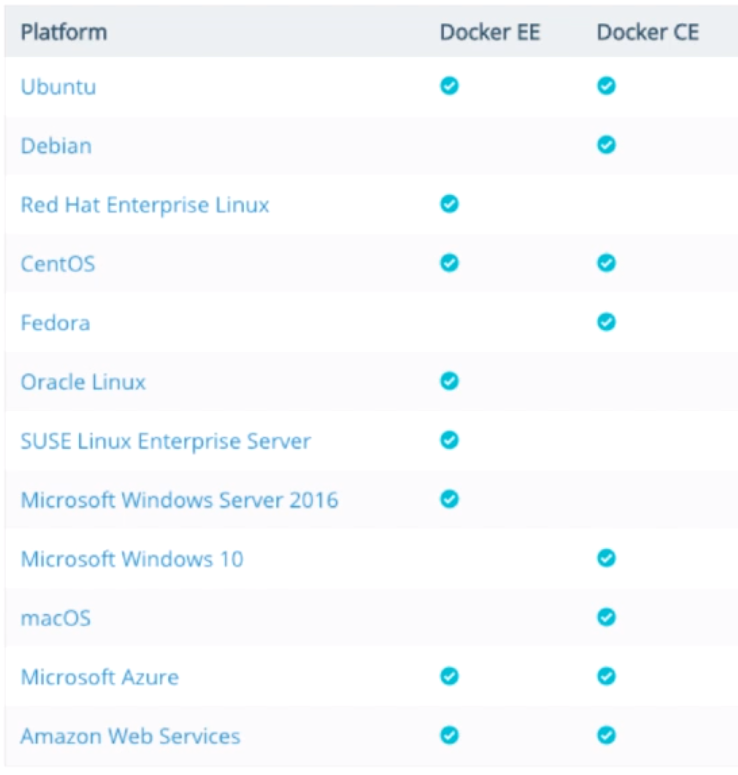 Platform Docker EE Docker CE
Ubuntu
Debian
Red Hat Enterprise Linux
CentOS
Fedora
Oracle Linux
SUSE Linux Enterprise Server
Microsoft Windows Server 2016
Microsoft Windows 10
macOS
Microsoft Azure
Amazon Web Services